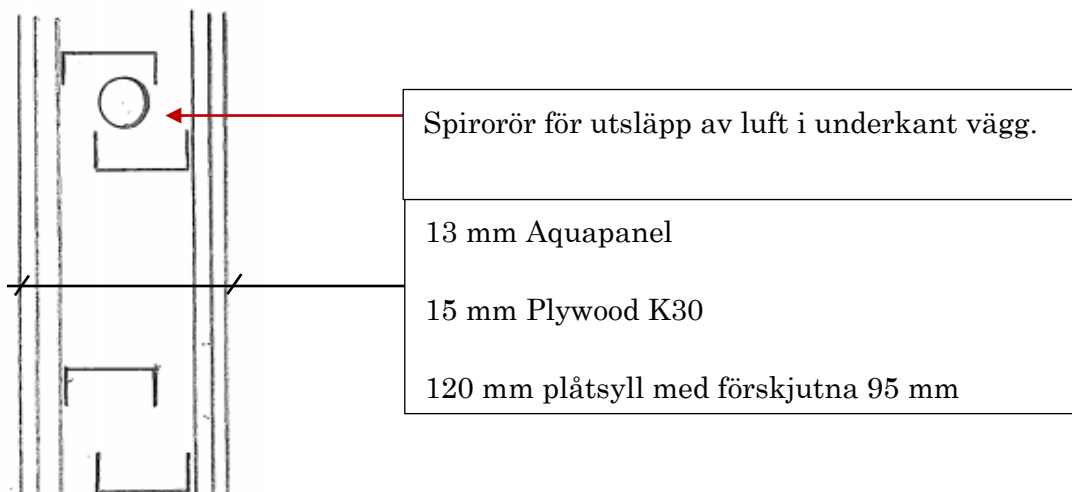 Spirorör för utsläpp av luft i underkant vägg.
13 mm Aquapanel
15 mm Plywood K30
120 mm plåtsyll med förskjutna 95 mm